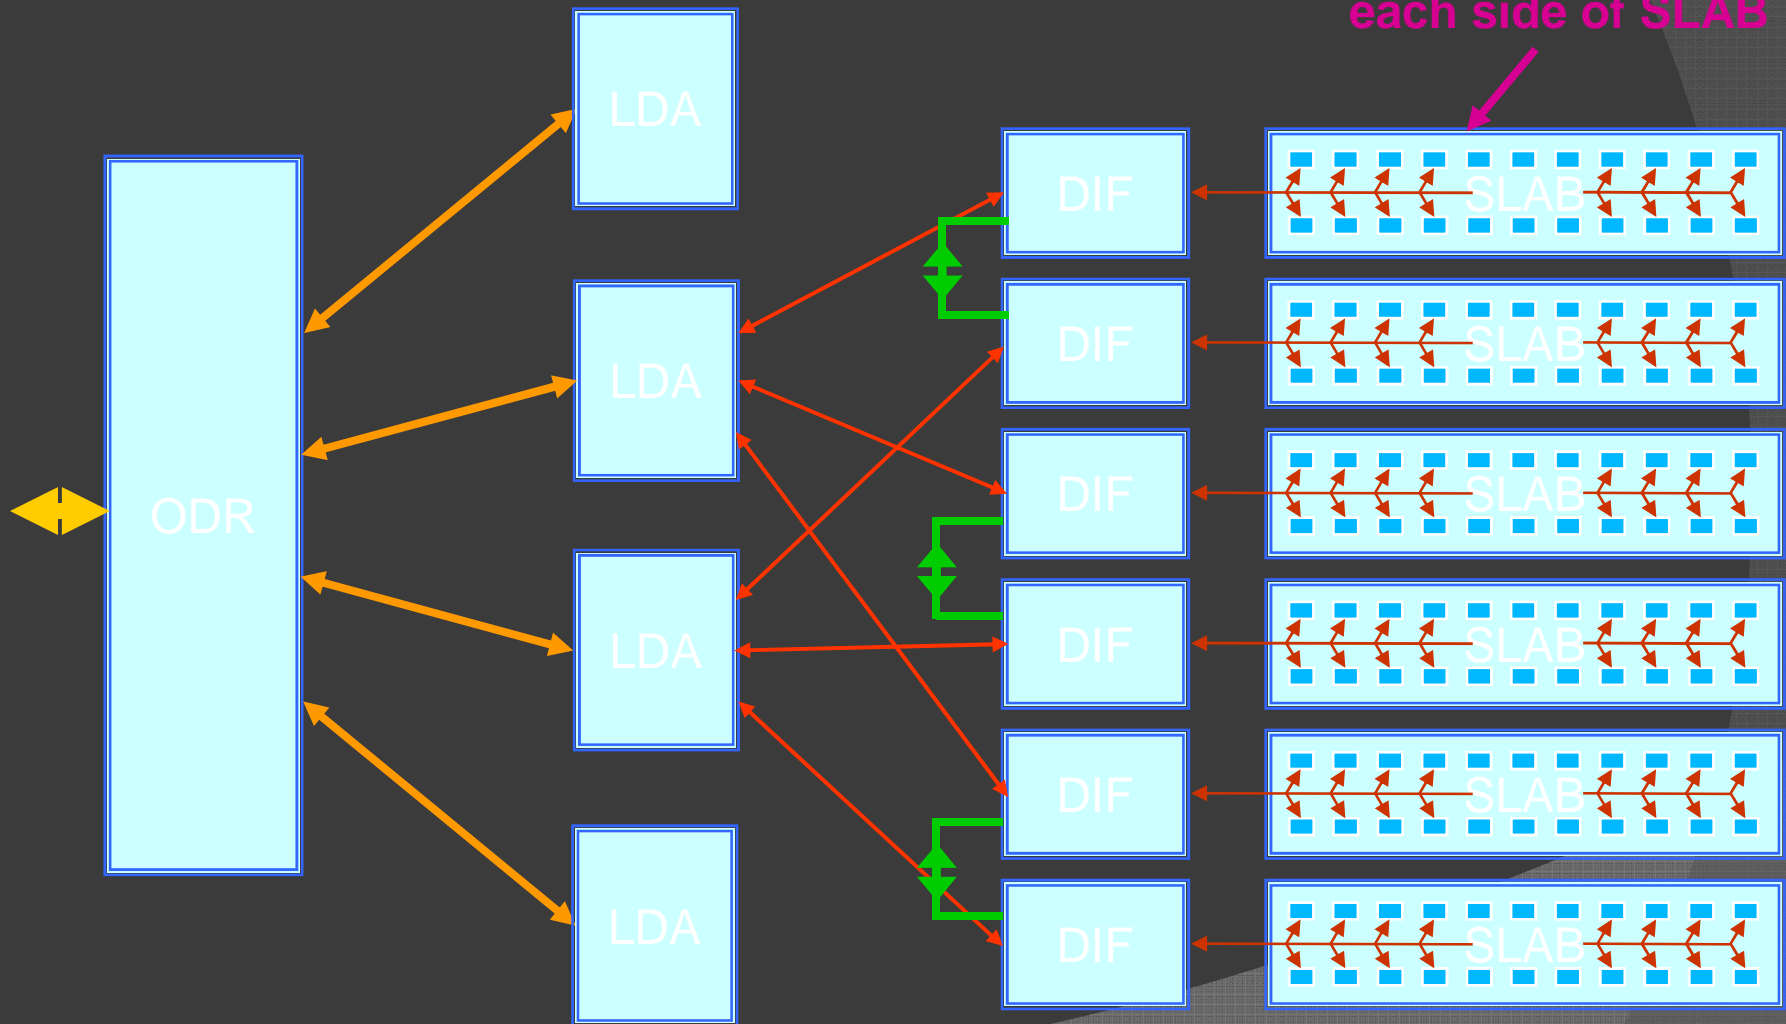 each side of SLAB
LDA
DIF
SLAB
DIF
SLAB
LDA
DIF
SLAB
ODR
LDA
DIF
SLAB
DIF
SLAB
LDA
DIF
SLAB